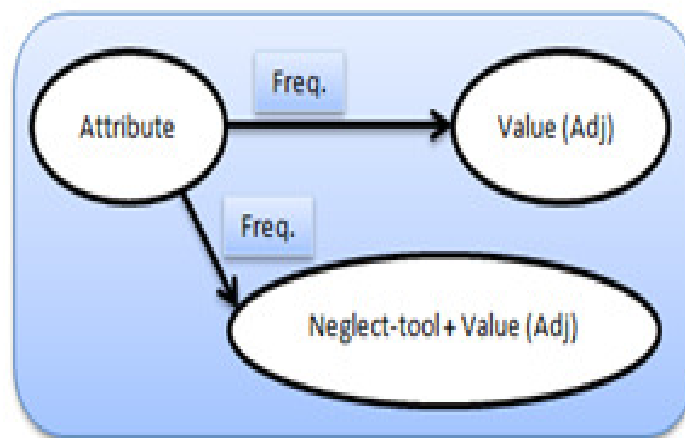 Freq.
Attribute
Value (Adj)
Freq.
Neglect-tool + Value (Adj)